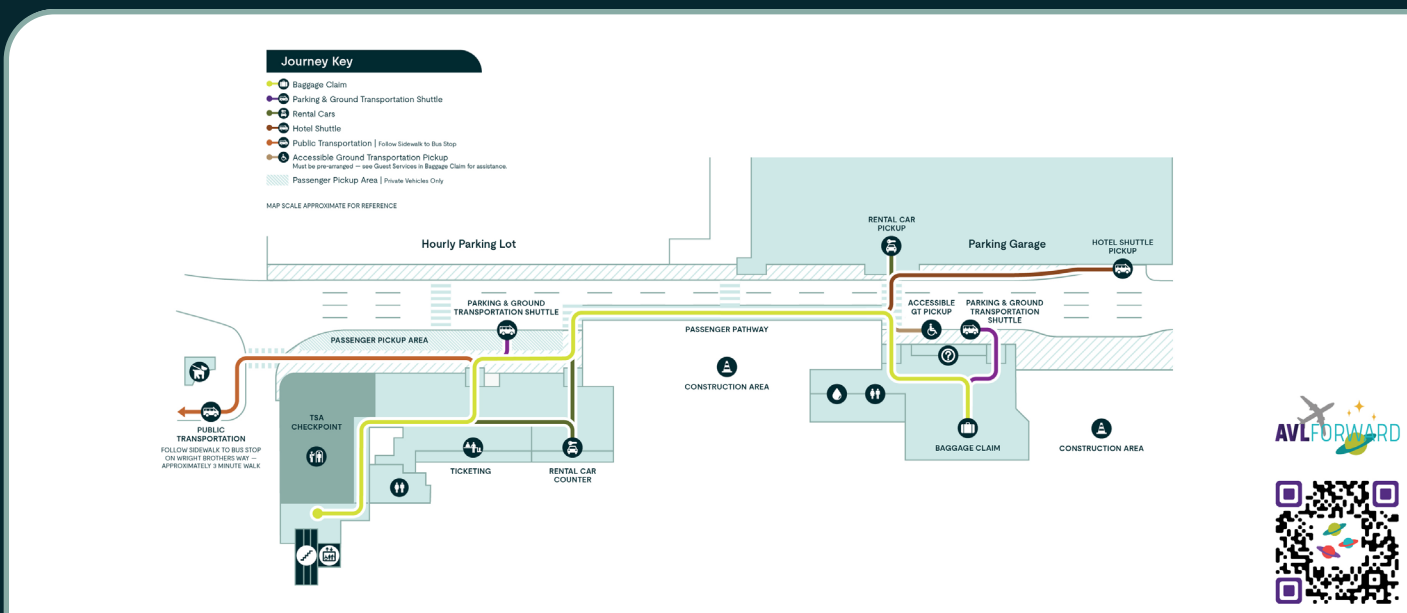 Journey Key
Baggage Claim
Parking & Ground Transportation Shuttle
Rental Cars
Hotel Shuttle
Public Transportation | Follow Sidewalk to Bus Stop
Accessible Ground Transportation Pickup
Must be pre-arranged — see Guest Services in Baggage Claim for assistance.
Passenger Pickup Area | Private Vehicles Only
MAP SCALE APPROXIMATE FOR REFERENCE
RENTAL CAR
PICKUP
Hourly Parking Lot
Parking Garage
HOTEL SHUTTLE
PICKUP
PARKING & GROUND
TRANSPORTATION SHUTTLE
ACCESSIBLE
GT PICKUP
PARKING & GROUND
TRANSPORTATION
SHUTTLE
PASSENGER PICKUP AREA
PASSENGER PATHWAY
CONSTRUCTION AREA
TSA
CHECKPOINT
PUBLIC
TRANSPORTATION
FOLLOW SIDEWALK TO BUS STOP
ON WRIGHT BROTHERS WAY —
APPROXIMATELY 3 MINUTE WALK
TICKETING
RENTAL CAR
COUNTER
BAGGAGE CLAIM
CONSTRUCTION AREA
AVLFORWARD